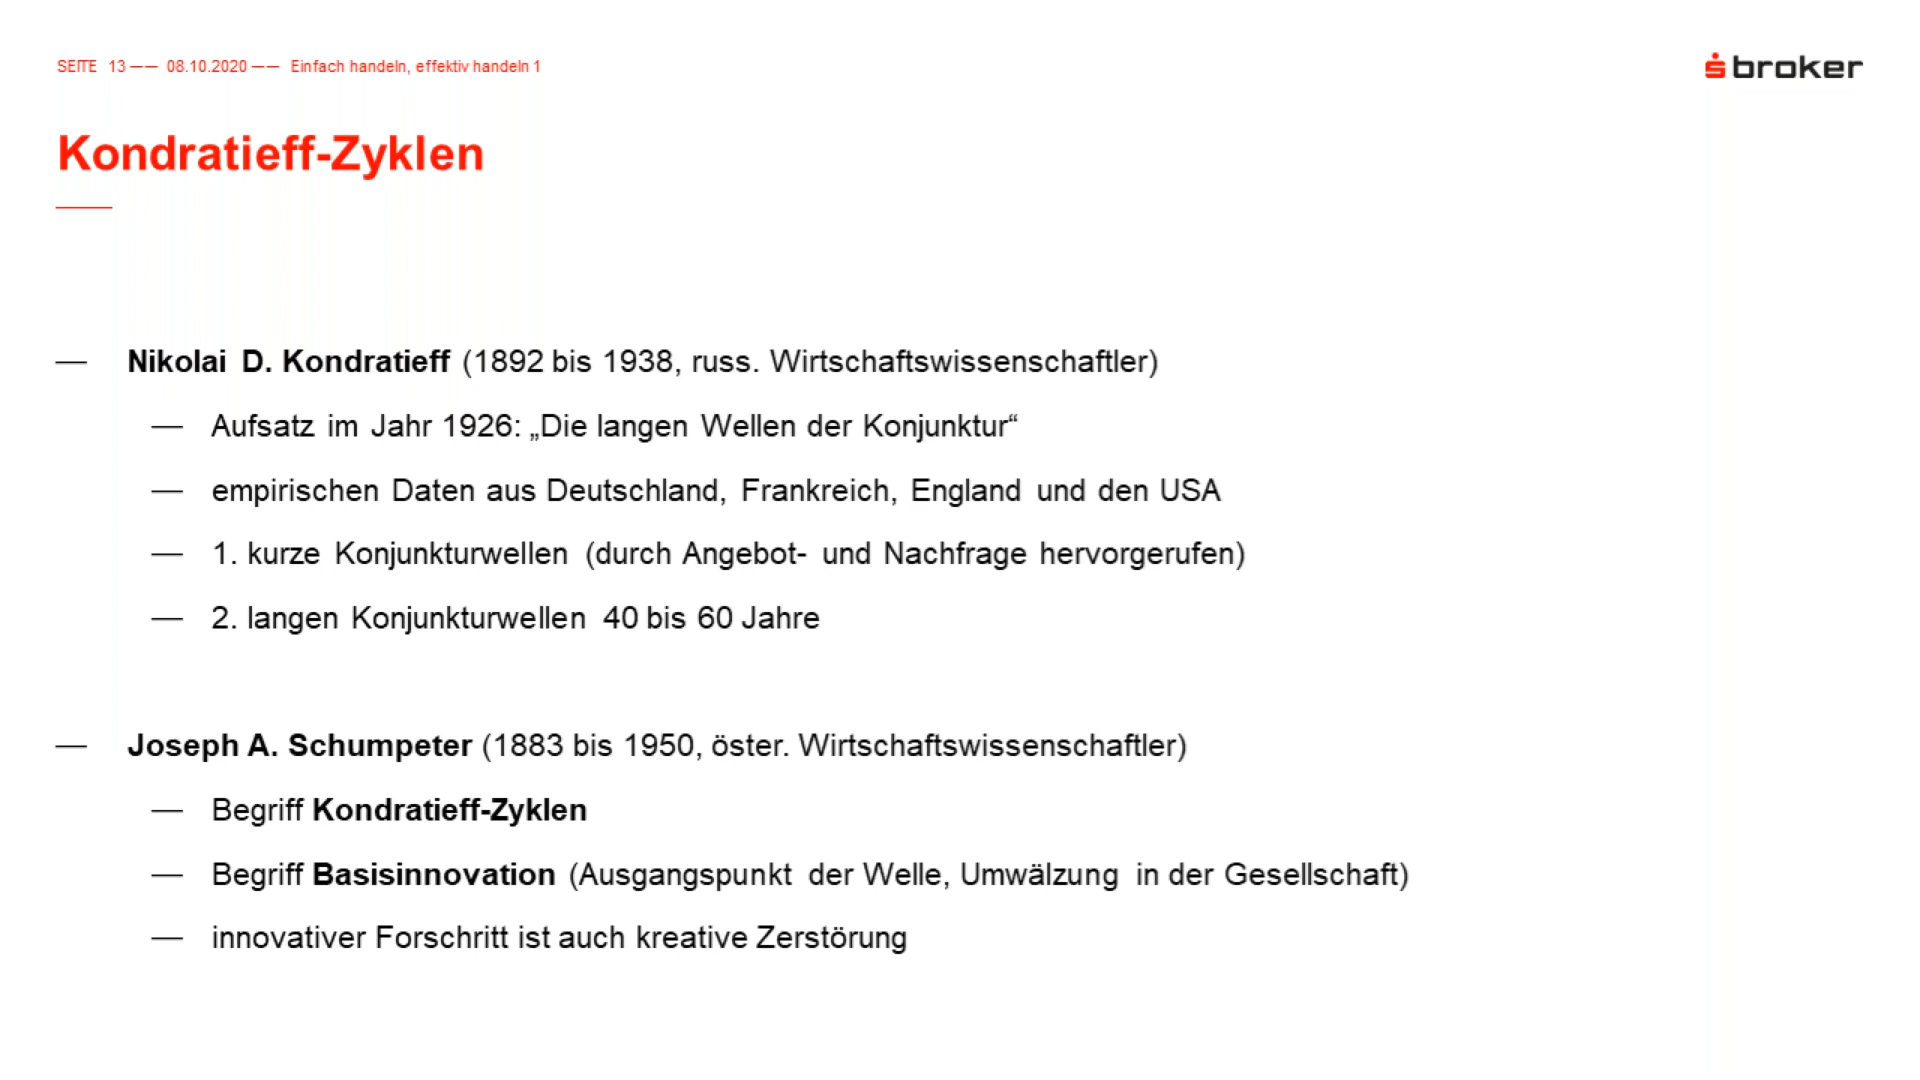 SEITE 13 —— 08.10.2020 —— Einfach handeln, effektiv handeln 1
broker
Kondratieff-Zyklen
— Nikolai D. Kondratieff (1892 bis 1938, russ. Wirtschaftswissenschaftler)
— Aufsatz im Jahr 1926: „Die langen Wellen der Konjunktur“
— empirischen Daten aus Deutschland, Frankreich, England und den USA
— 1. kurze Konjunkturwellen (durch Angebot- und Nachfrage hervorgerufen)
— 2. langen Konjunkturwellen 40 bis 60 Jahre
— Joseph A. Schumpeter (1883 bis 1950, öster. Wirtschaftswissenschaftler)
— Begriff Kondratieff-Zyklen
— Begriff Basisinnovation (Ausgangspunkt der Welle, Umwälzung in der Gesellschaft)
— innovativer Forschritt ist auch kreative Zerstörung